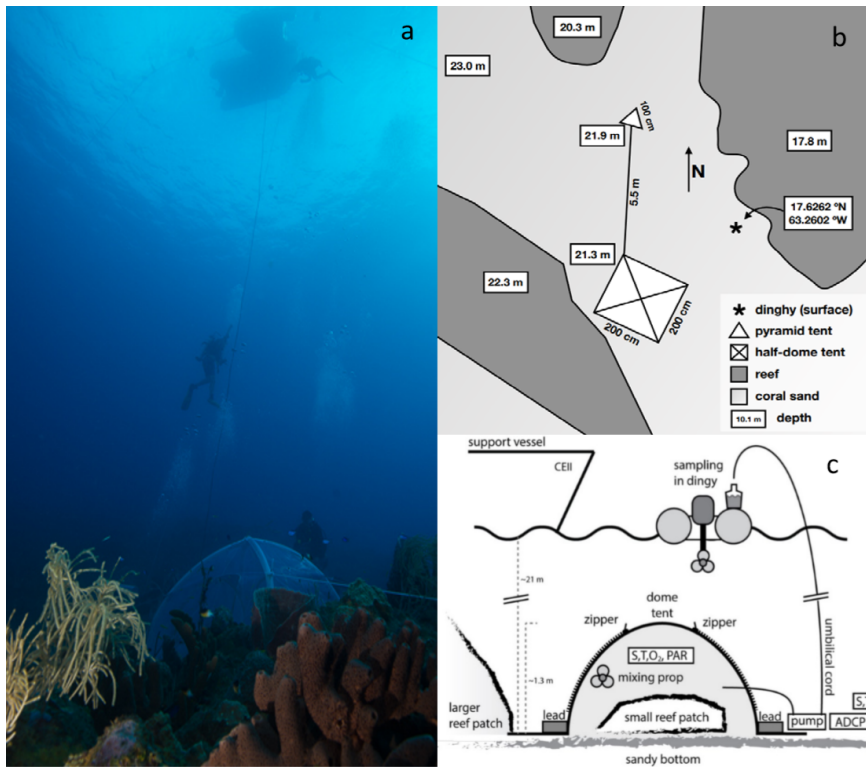 a
b
20.3 m
23.0 m
100 cm
21.9 m
17.8 m
5.5 m
N
17.6262 ºN
63.2602 ºW
21.3 m
22.3 m
200 cm
200 cm
* dinghy (surface)
pyramid tent
half-dome tent
reef
coral sand
10.1 m depth
c
support vessel
CEII
sampling
in dingy
~21 m
dome
tent
zipper
zipper
umbilical cord
S,T,O₂, PAR
~1.3 m
mixing prop
larger
reef patch
small reef patch
lead
lead
pump
ADCP
S,T
sandy bottom